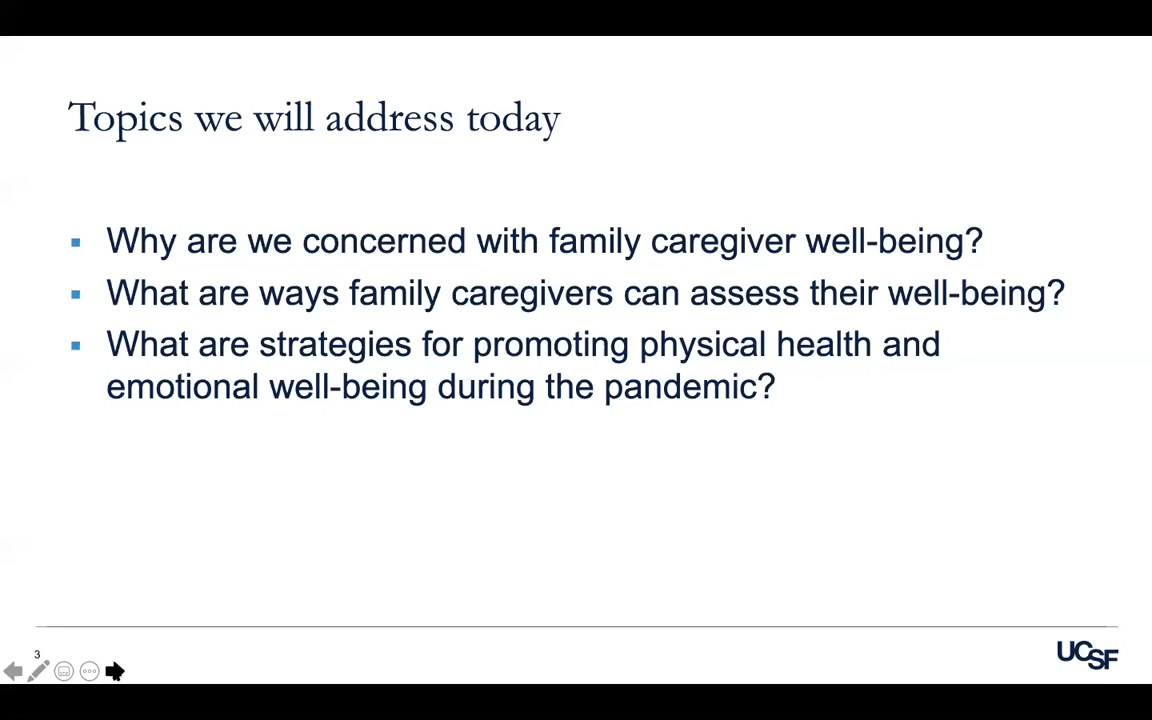 Topics we will address today
▪ Why are we concerned with family caregiver well-being?
▪ What are ways family caregivers can assess their well-being?
▪ What are strategies for promoting physical health and
emotional well-being during the pandemic?
3
UCSF